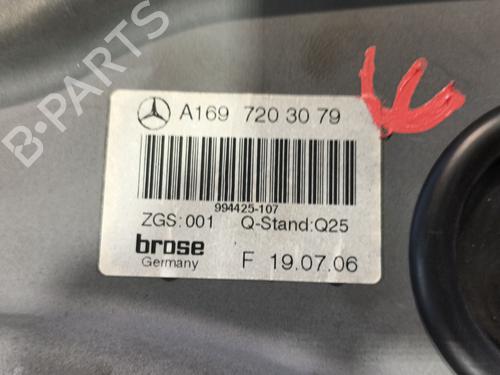 B-PARTS
A169 720 30 79
994425-107
ZGS:001 Q-Stand:Q25
brose
Germany F 19.07.06